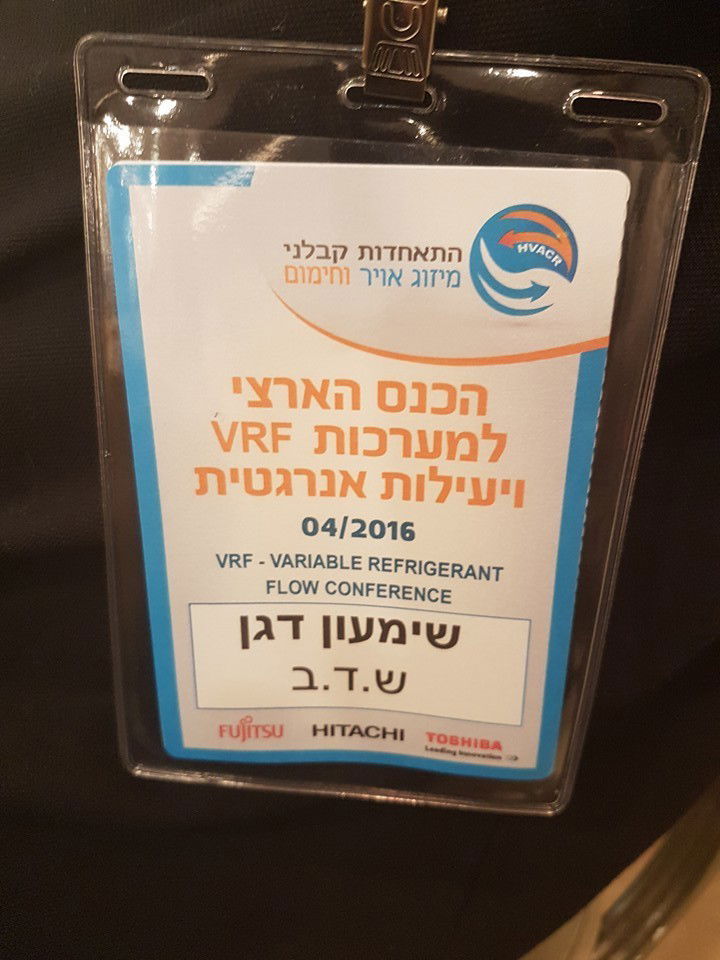 HVACR
התאחדות קבלני
מיזוג אויר וחימום
הכנס הארצי
למערכות VRF
ויעילות אנרגטית
04/2016
VRF - VARIABLE REFRIGERANT
FLOW CONFERENCE
שימעון דגן
ש.ד.ב
FUJITSU HITACHI TOSHIBA
Leading Innovation